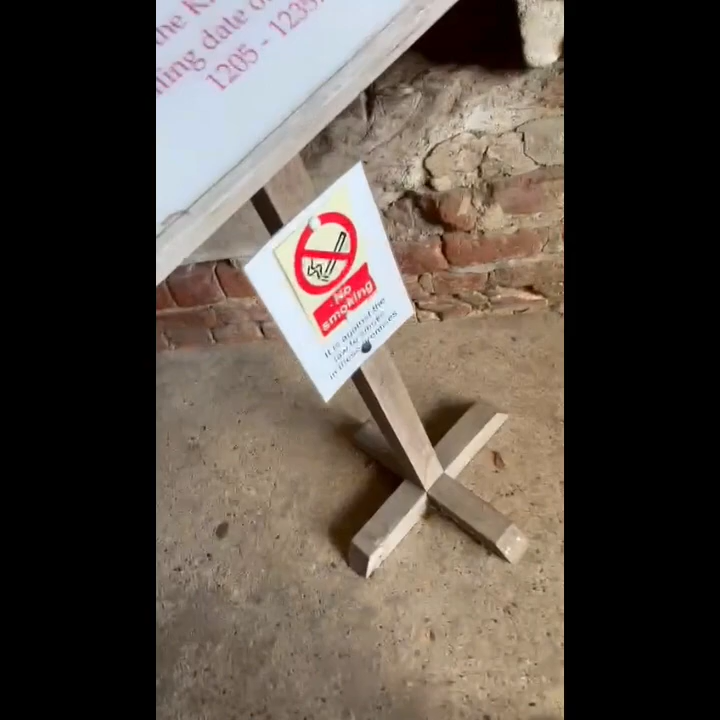 the K
ing date o
1205 - 1235
No
smoking
It is against the
law to smoke
in these premises